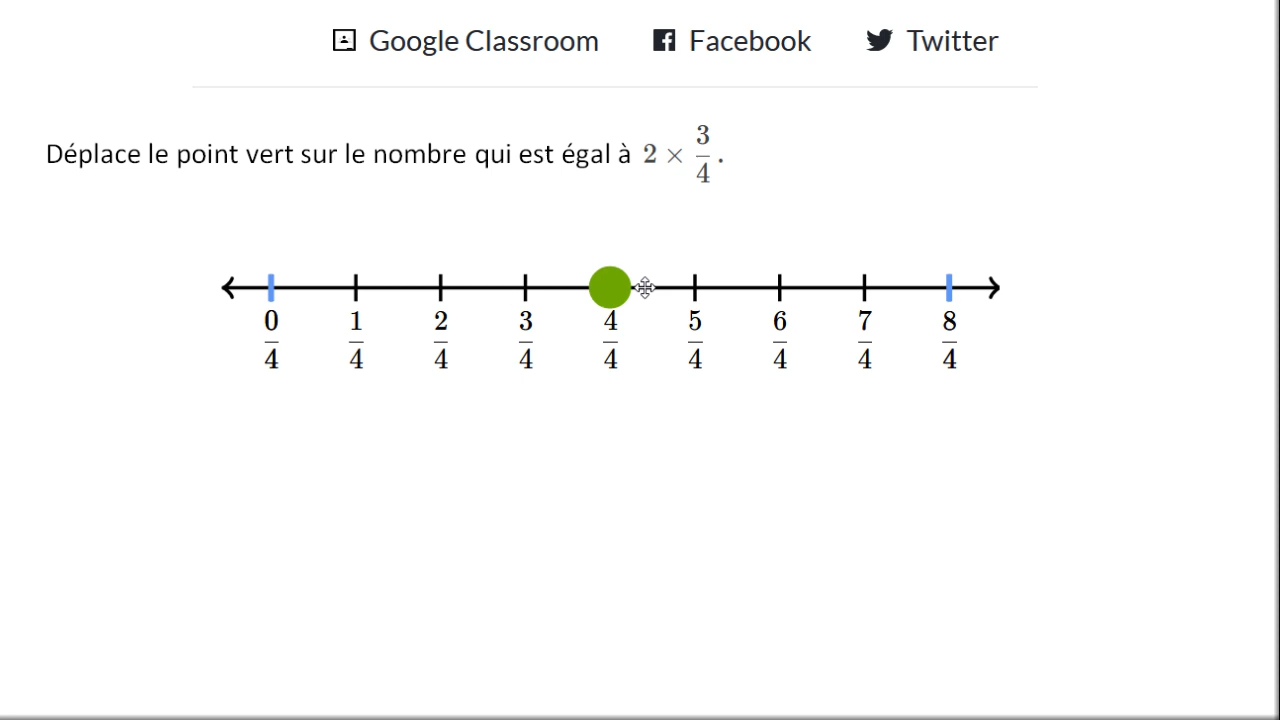 Google Classroom Facebook Twitter
Déplace le point vert sur le nombre qui est égal à 2 × 3/4 .
0/4 1/4 2/4 3/4 4/4 5/4 6/4 7/4 8/4